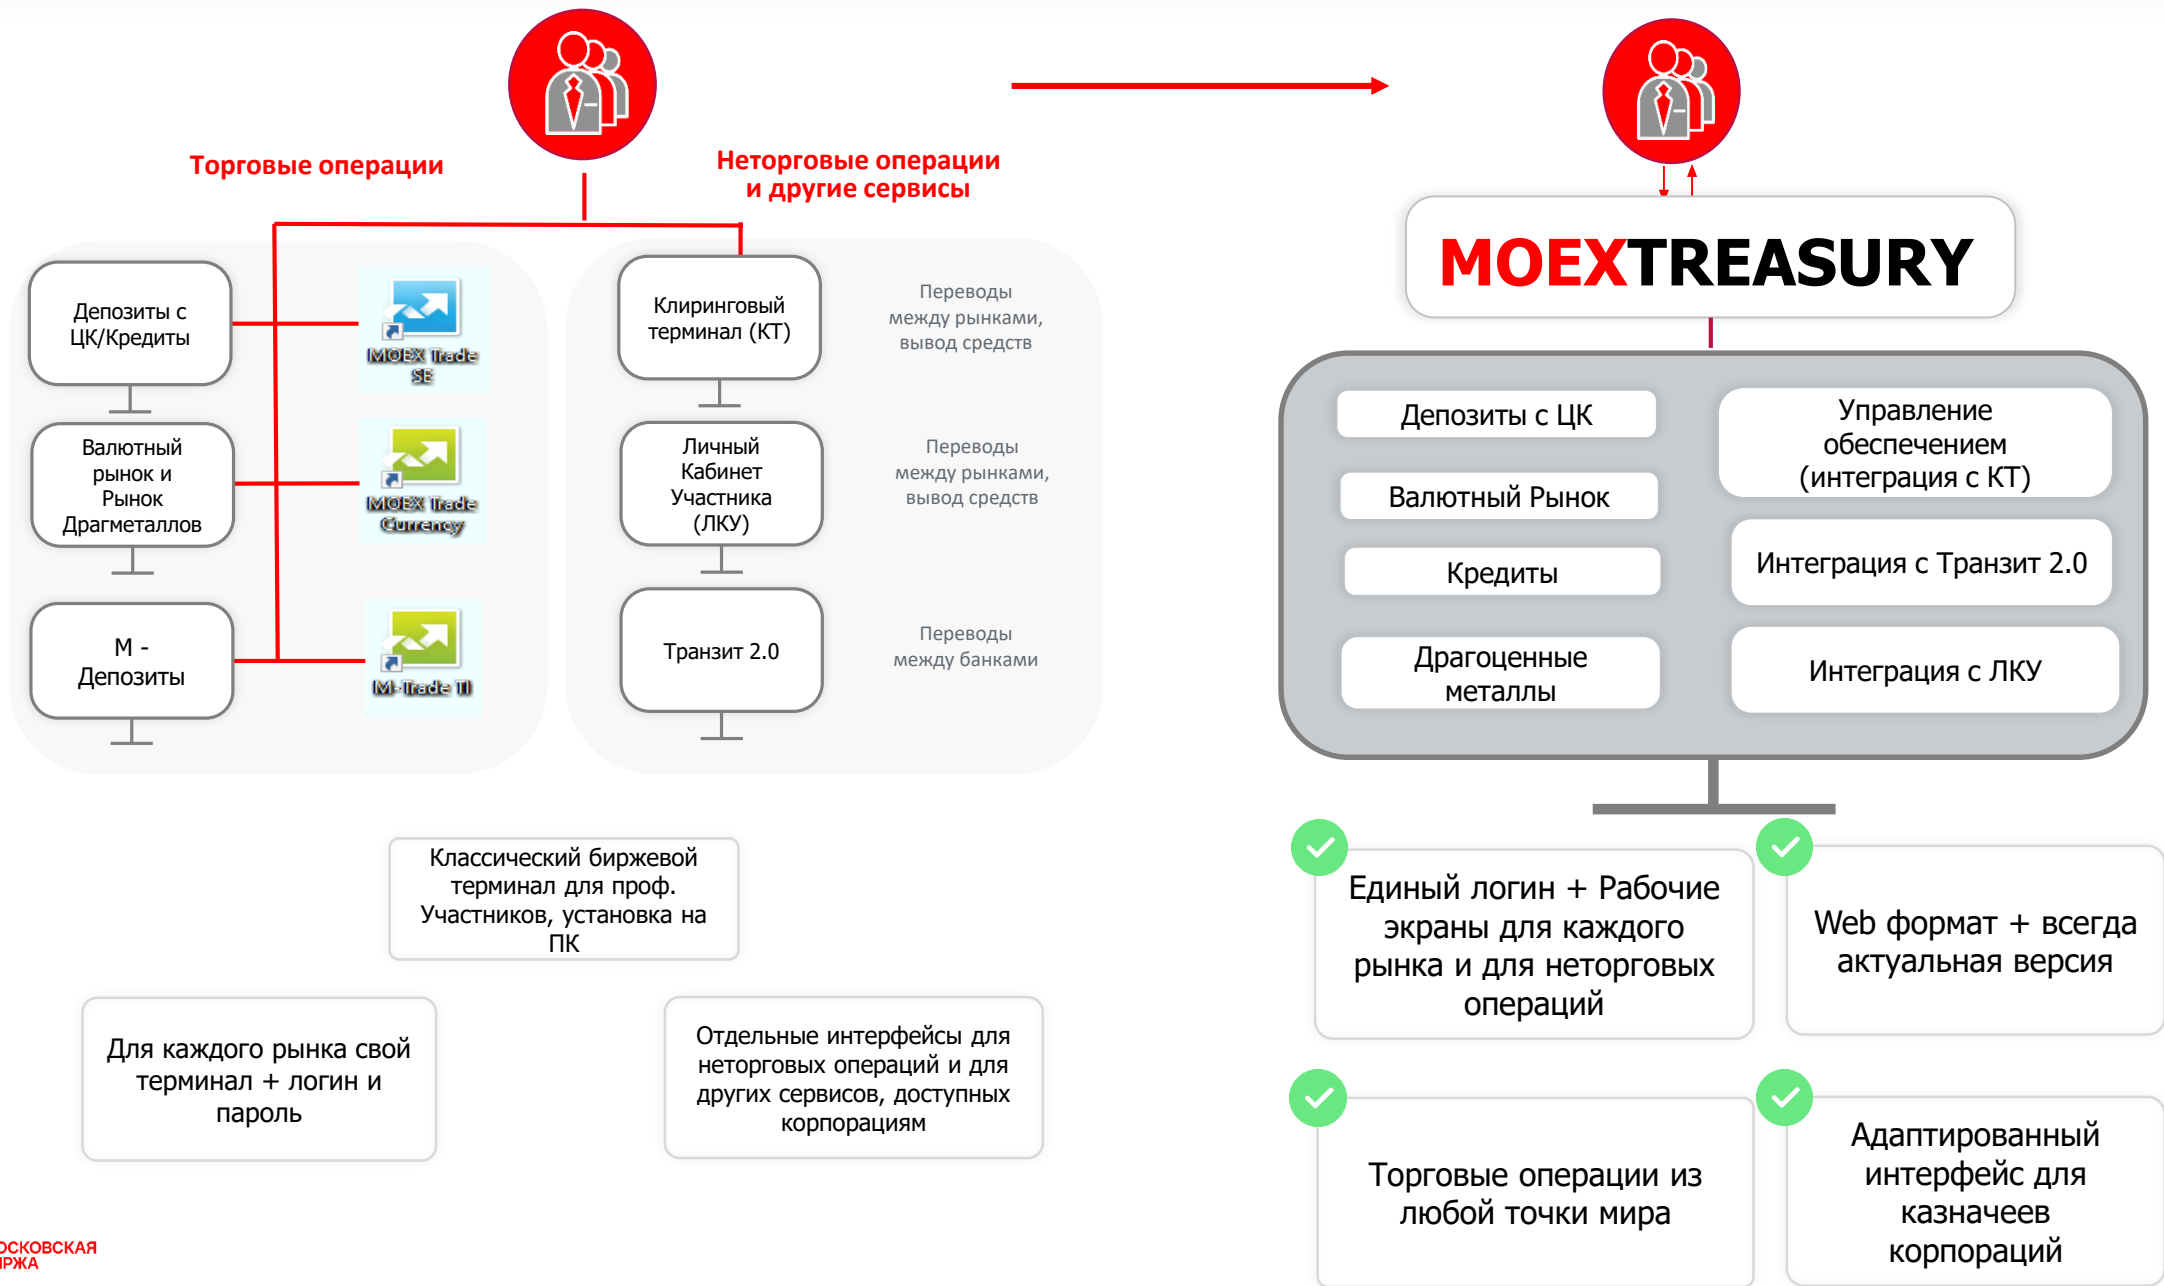 Торговые операции
Неторговые операции
и другие сервисы
Депозиты с
ЦК/Кредиты
MOEX Trade
SE
Валютный
рынок и
Рынок
Драгметаллов
MOEX Trade
Currency
М -
Депозиты
M-Trade TI
Клиринговый
терминал (КТ)
Переводы
между рынками,
вывод средств
Личный
Кабинет
Участника
(ЛКУ)
Переводы
между рынками,
вывод средств
Транзит 2.0
Переводы
между банками
Классический биржевой
терминал для проф.
Участников, установка на
ПК
Для каждого рынка свой
терминал + логин и
пароль
Отдельные интерфейсы для
неторговых операций и для
других сервисов, доступных
корпорациям
MOEXTREASURY
Депозиты с ЦК
Валютный Рынок
Кредиты
Драгоценные
металлы
Управление
обеспечением
(интеграция с КТ)
Интеграция с Транзит 2.0
Интеграция с ЛКУ
Единый логин + Рабочие
экраны для каждого
рынка и для неторговых
операций
Web формат + всегда
актуальная версия
Торговые операции из
любой точки мира
Адаптированный
интерфейс для
казначеев
корпораций
ОСКОВСКАЯ
ИРЖА